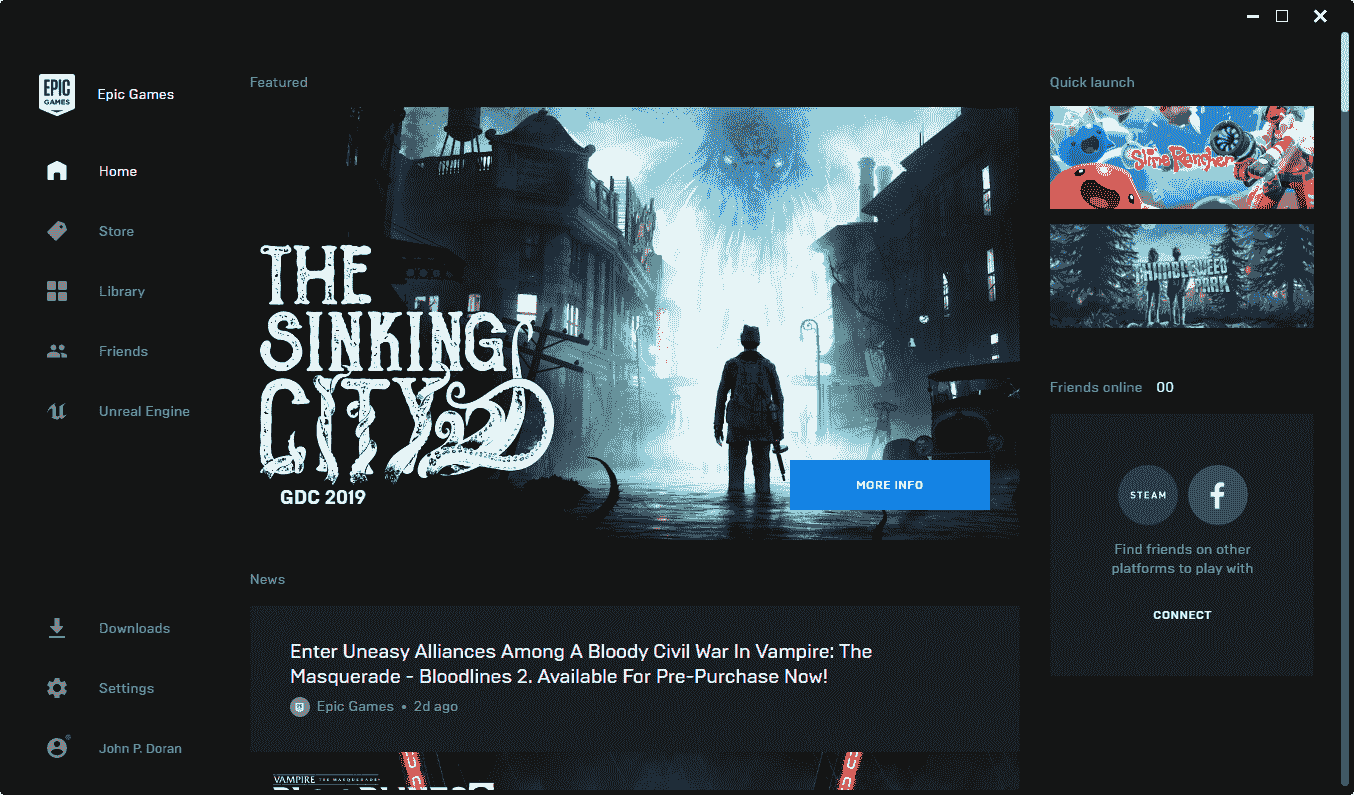 EPIC
GAMES
Epic Games
Home
Store
Library
Friends
Unreal Engine
Downloads
Settings
John P. Doran
Featured
THE
SINKING
CITY
GDC 2019
MORE INFO
News
Enter Uneasy Alliances Among A Bloody Civil War In Vampire: The
Masquerade - Bloodlines 2. Available For Pre-Purchase Now!
Epic Games • 2d ago
VAMPIRE THE MASQUERADE
Quick launch
Slime Rancher
THIMBLEWEED
PARK
Friends online 00
STEAM
f
Find friends on other
platforms to play with
CONNECT